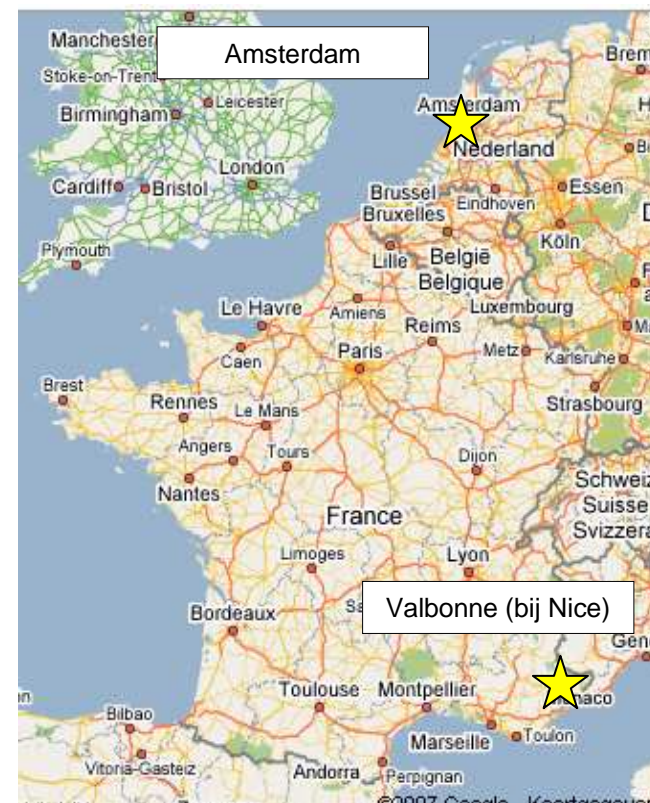 Manchester
Amsterdam
Brem
Stoke-on-Trent
Leicester
Amsterdam
Birmingham
Nederland
London
Cardiff
Bristol
Brussel
Bruxelles
Eindhoven
Essen
Plymouth
Lille
België
Belgique
Köln
Le Havre
Amiens
Luxembourg
Reims
Caen
Paris
Metz
Karlsruhe
Brest
Rennes
Le Mans
Strasbourg
Angers
Tours
Dijon
Nantes
Schweiz
Suisse
Svizzera
France
Limoges
Lyon
Valbonne (bij Nice)
Bordeaux
Gen
Toulouse
Montpellier
Bilbao
Marseille
Toulon
Vitoria-Gasteiz
Andorra
Perpignan